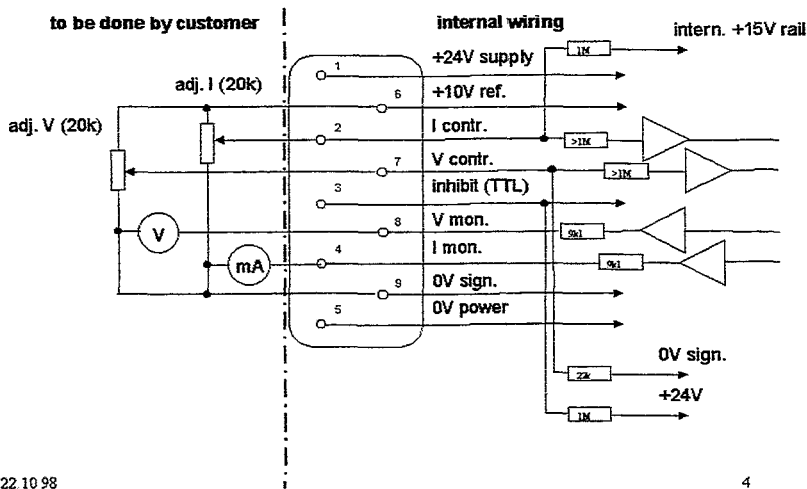 to be done by customer
internal wiring
intern. +15V rail
1M
1
+24V supply
adj. I (20k)
6
+10V ref.
adj. V (20k)
2
I contr.
>1M
7
V contr.
>1M
3
inhibit (TTL)
8
V mon.
V
9k1
4
I mon.
mA
9k1
9
0V sign.
5
0V power
0V sign.
22k
+24V
1M
22.10.98
4